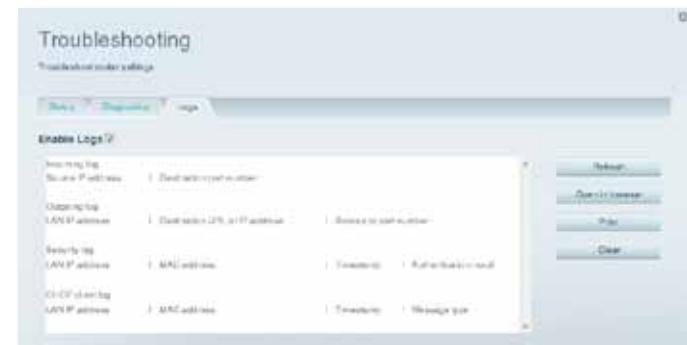 Troubleshooting
Troubleshoot router settings
Status Diagnostics Logs
Enable Logs
Incoming log
Source IP address | Destination port number
Outgoing log
LAN IP address | Destination URL or IP address | Service or port number
Security log
LAN IP address | MAC address | Timestamp | Authentication result
DHCP client log
LAN IP address | MAC address | Timestamp | Message type
Refresh
Open in browser
Print
Clear